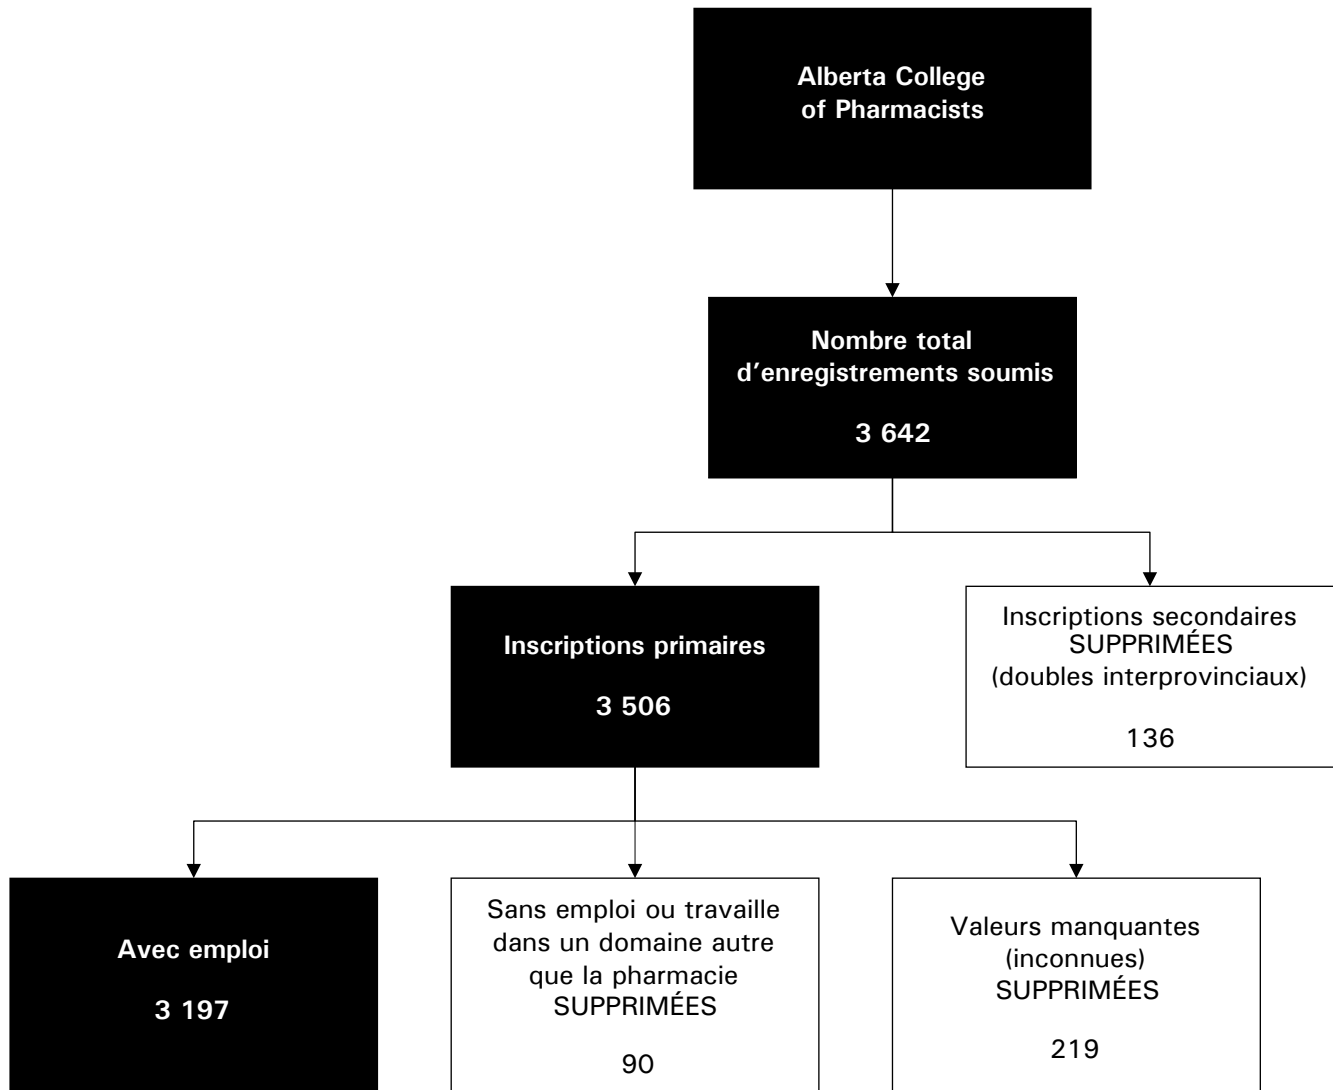 Alberta College
of Pharmacists
Nombre total
d’enregistrements soumis
3 642
Inscriptions primaires
3 506
Inscriptions secondaires
SUPPRIMÉES
(doubles interprovinciaux)
136
Avec emploi
3 197
Sans emploi ou travaille
dans un domaine autre
que la pharmacie
SUPPRIMÉES
90
Valeurs manquantes
(inconnues)
SUPPRIMÉES
219